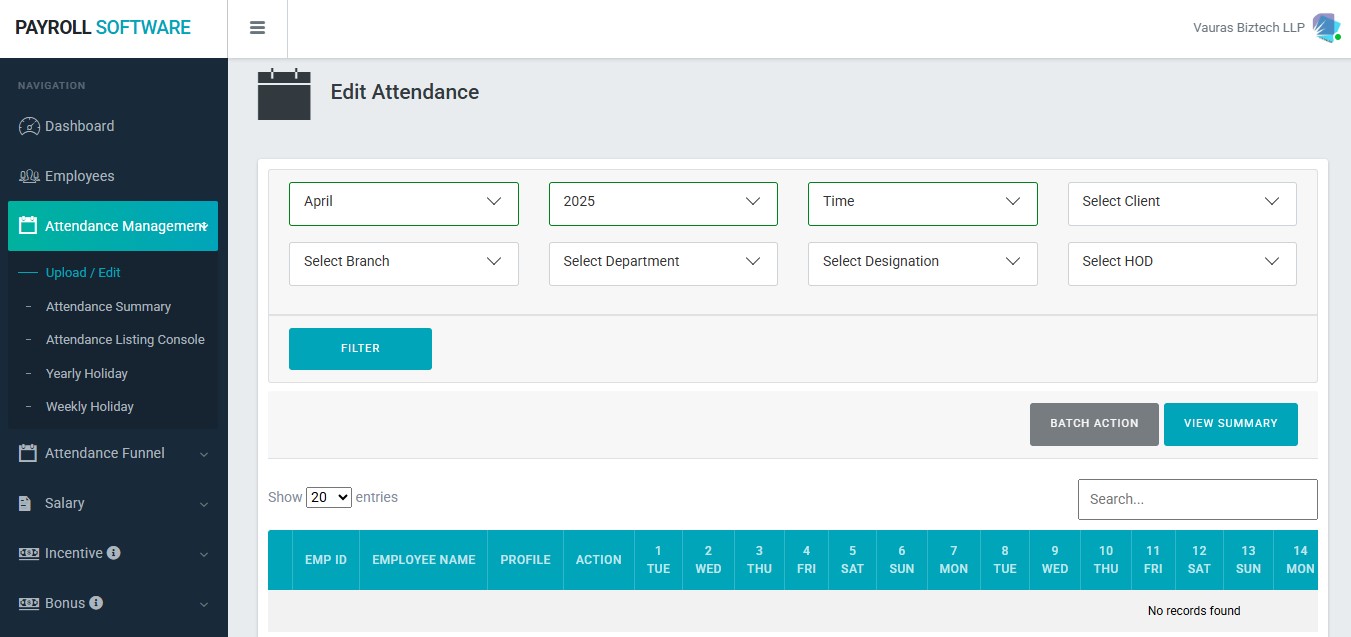 PAYROLL SOFTWARE
Vauras Biztech LLP
NAVIGATION
Dashboard
Employees
Attendance Management
Upload / Edit
Attendance Summary
Attendance Listing Console
Yearly Holiday
Weekly Holiday
Attendance Funnel
Salary
Incentive
Bonus
Edit Attendance
April 2025 Time Select Client
Select Branch Select Department Select Designation Select HOD
FILTER
BATCH ACTION VIEW SUMMARY
Show 20 entries Search...
EMP ID EMPLOYEE NAME PROFILE ACTION 1 TUE 2 WED 3 THU 4 FRI 5 SAT 6 SUN 7 MON 8 TUE 9 WED 10 THU 11 FRI 12 SAT 13 SUN 14 MON
No records found